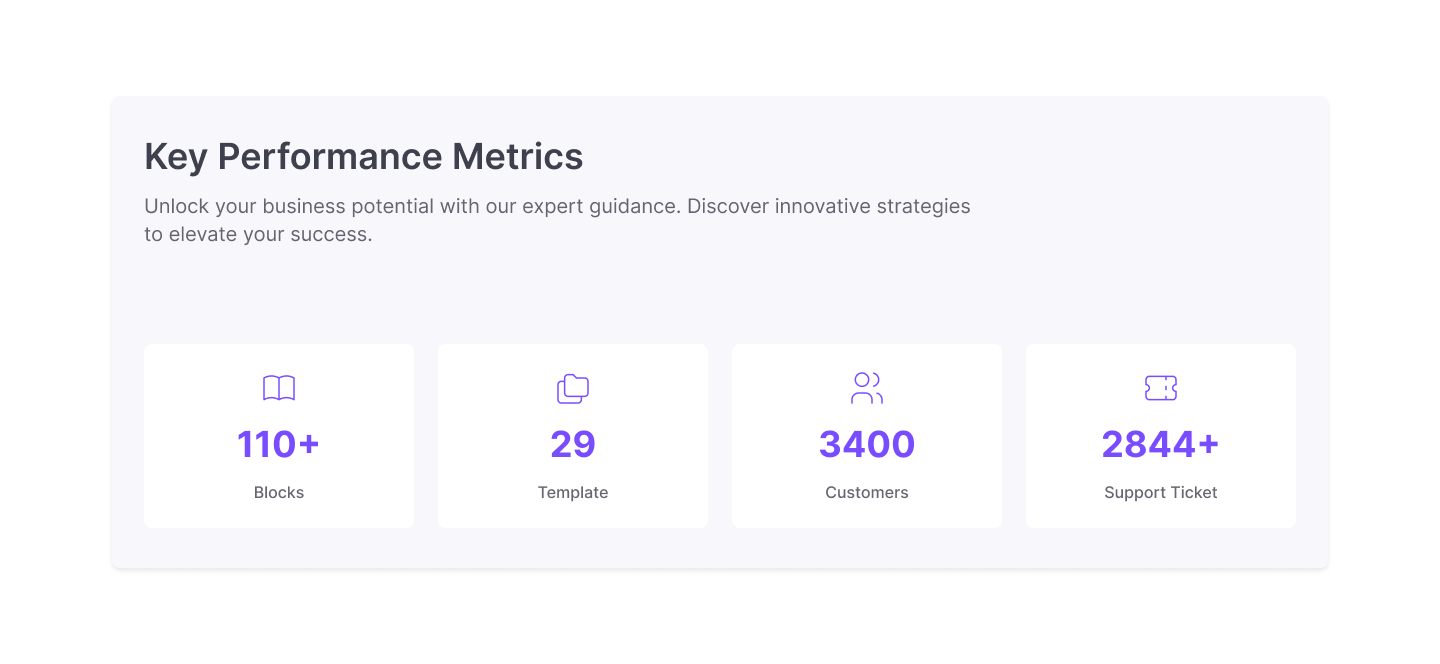 Key Performance Metrics
Unlock your business potential with our expert guidance. Discover innovative strategies
to elevate your success.
110+
Blocks
29
Template
3400
Customers
2844+
Support Ticket